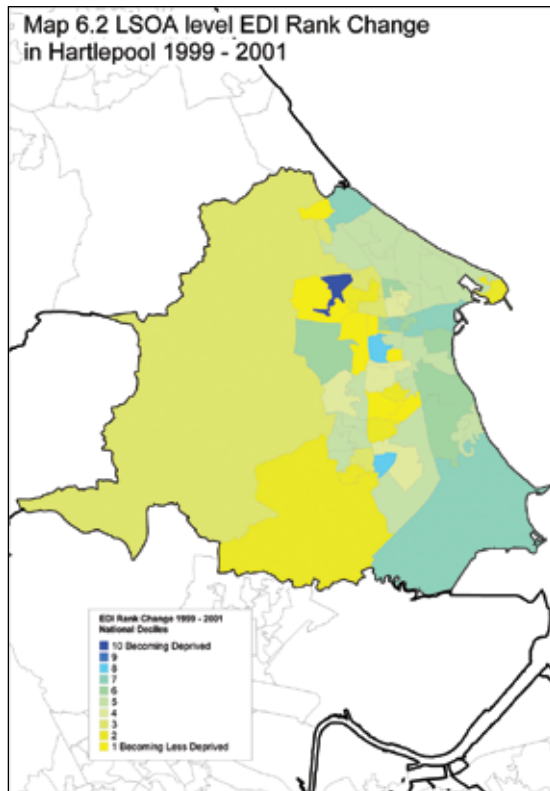 Map 6.2 LSOA level EDI Rank Change
in Hartlepool 1999 - 2001
EDI Rank Change 1999 - 2001
National Deciles
10 Becoming Deprived
9
8
7
6
5
4
3
2
1 Becoming Less Deprived